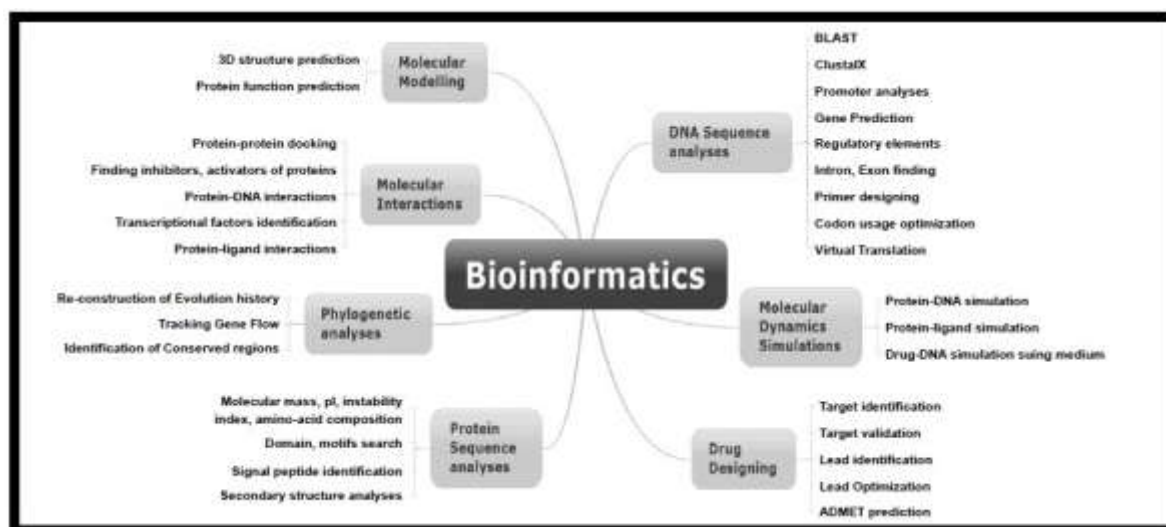 3D structure prediction
Protein function prediction
Molecular
Modelling
Protein-protein docking
Finding inhibitors, activators of proteins
Protein-DNA interactions
Transcriptional factors identification
Protein-ligand interactions
Molecular
Interactions
Re-construction of Evolution history
Tracking Gene Flow
Identification of Conserved regions
Phylogenetic
analyses
Molecular mass, pI, instability
index, amino-acid composition
Domain, motifs search
Signal peptide identification
Secondary structure analyses
Protein
Sequence
analyses
Bioinformatics
DNA Sequence
analyses
BLAST
ClustalX
Promoter analyses
Gene Prediction
Regulatory elements
Intron, Exon finding
Primer designing
Codon usage optimization
Virtual Translation
Molecular
Dynamics
Simulations
Protein-DNA simulation
Protein-ligand simulation
Drug-DNA simulation suing medium
Drug
Designing
Target identification
Target validation
Lead identification
Lead Optimization
ADMET prediction